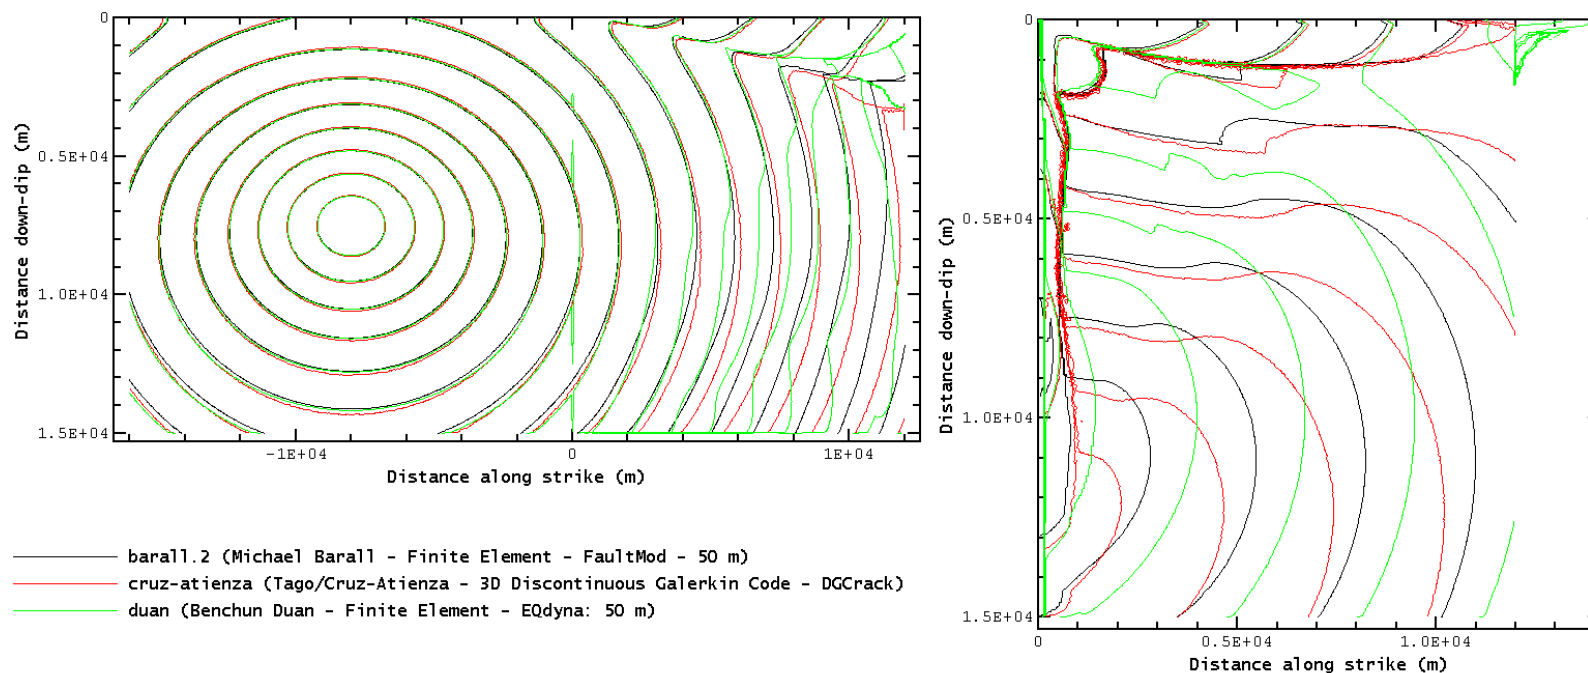 0
0.5E+04
1.0E+04
1.5E+04
Distance down-dip (m)
-1E+04
0
1E+04
Distance along strike (m)
0
0.5E+04
1.0E+04
1.5E+04
Distance down-dip (m)
0
0.5E+04
1.0E+04
Distance along strike (m)
barall.2 (Michael Barall - Finite Element - FaultMod - 50 m)
cruz-atienza (Tago/Cruz-Atienza - 3D Discontinuous Galerkin Code - DGCrack)
duan (Benchun Duan - Finite Element - EQdyna: 50 m)